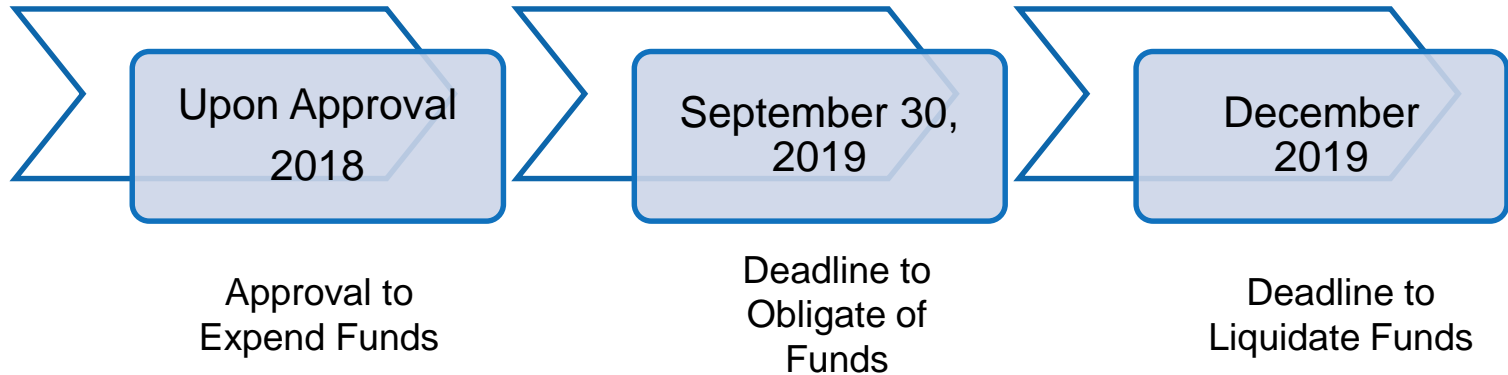 Upon Approval
2018
September 30,
2019
December
2019
Approval to
Expend Funds
Deadline to
Obligate of
Funds
Deadline to
Liquidate Funds